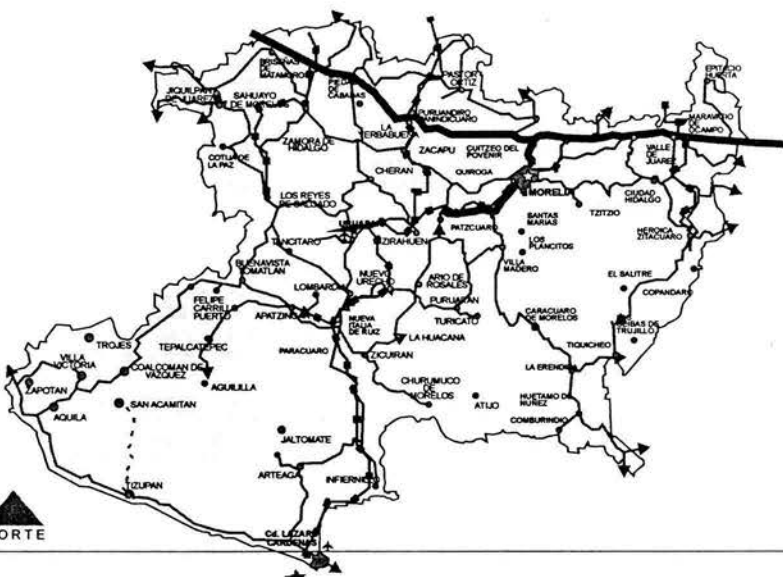 BRISEÑAS
DE
MATAMORO
JIQUILPAN
DE JUAREZ
SAHUAYO
DE MORELOS
CABADAS
PASTOR
ORTIZ
EPITACIO
HUERTA
MARAVATIO
DE
OCAMPO
PURUANDIRO
PANINDICUARO
LA
YERBABUENA
ZAMORA DE
HIDALGO
ZACAPU
CUITZEO DEL
POVENIR
VALLE
DE
JUAREZ
COTIJA DE
LA PAZ
CHERAN
QUIROGA
MORELIA
CIUDAD
HIDALGO
LOS REYES
DE SALGADO
TZITZIO
PATZCUARO
SANTAS
MARIAS
HEROICA
ZITACUARO
TANCITARO
ZIRAHUEN
LOS
PLANCITOS
VILLA
MADERO
BUENAVISTA
TOMATLAN
NUEVO
URECHO
ARIO DE
ROSALES
EL SALITRE
COPANDARO
FELIPE
CARRILLO
PUERTO
LOMBARDIA
APATZINGAN
NUEVA
ITALIA
DE RUIZ
PURUARAN
TURICATO
CARACUARO
DE MORELOS
TROJES
TEPALCATEPEC
PARACUARO
LA HUACANA
TIQUICHEO
DE
TRUJILLO
VILLA
VICTORIA
COALCOMAN DE
VAZQUEZ
ZICUIRAN
ZAPOTAN
AGUILILLA
CHURUMUCO
DE
MORELOS
ATIJO
HUETAMO DE
NUÑEZ
AQUILA
SAN ACAMITAN
COMBURINDIO
JALTOMATE
TIZUPAN
ARTEAGA
INFIERNILLO
ORTE
Cd. LAZARO
CARDENAS